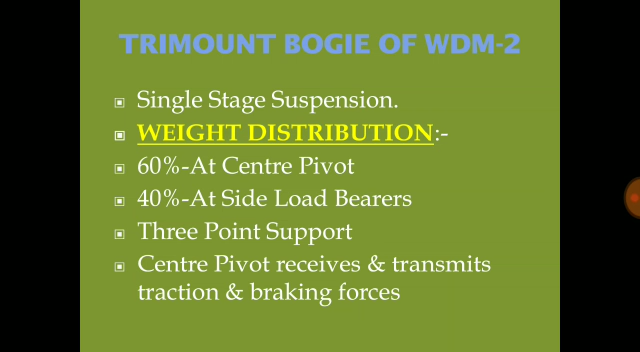 TRIMOUNT BOGIE OF WDM-2
Single Stage Suspension.
WEIGHT DISTRIBUTION:-
60%-At Centre Pivot
40%-At Side Load Bearers
Three Point Support
Centre Pivot receives & transmits
traction & braking forces